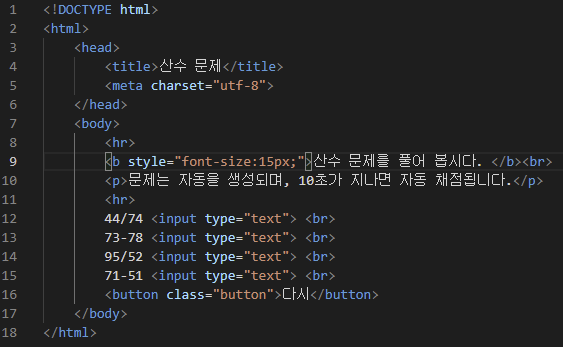 1 <!DOCTYPE html>
2 <html>
3 <head>
4 <title>산수 문제</title>
5 <meta charset="utf-8">
6 </head>
7 <body>
8 <hr>
9 <b style="font-size:15px;">산수 문제를 풀어 봅시다. </b><br>
10 <p>문제는 자동을 생성되며, 10초가 지나면 자동 채점됩니다.</p>
11 <hr>
12 44/74 <input type="text"> <br>
13 73-78 <input type="text"> <br>
14 95/52 <input type="text"> <br>
15 71-51 <input type="text"> <br>
16 <button class="button">다시</button>
17 </body>
18 </html>